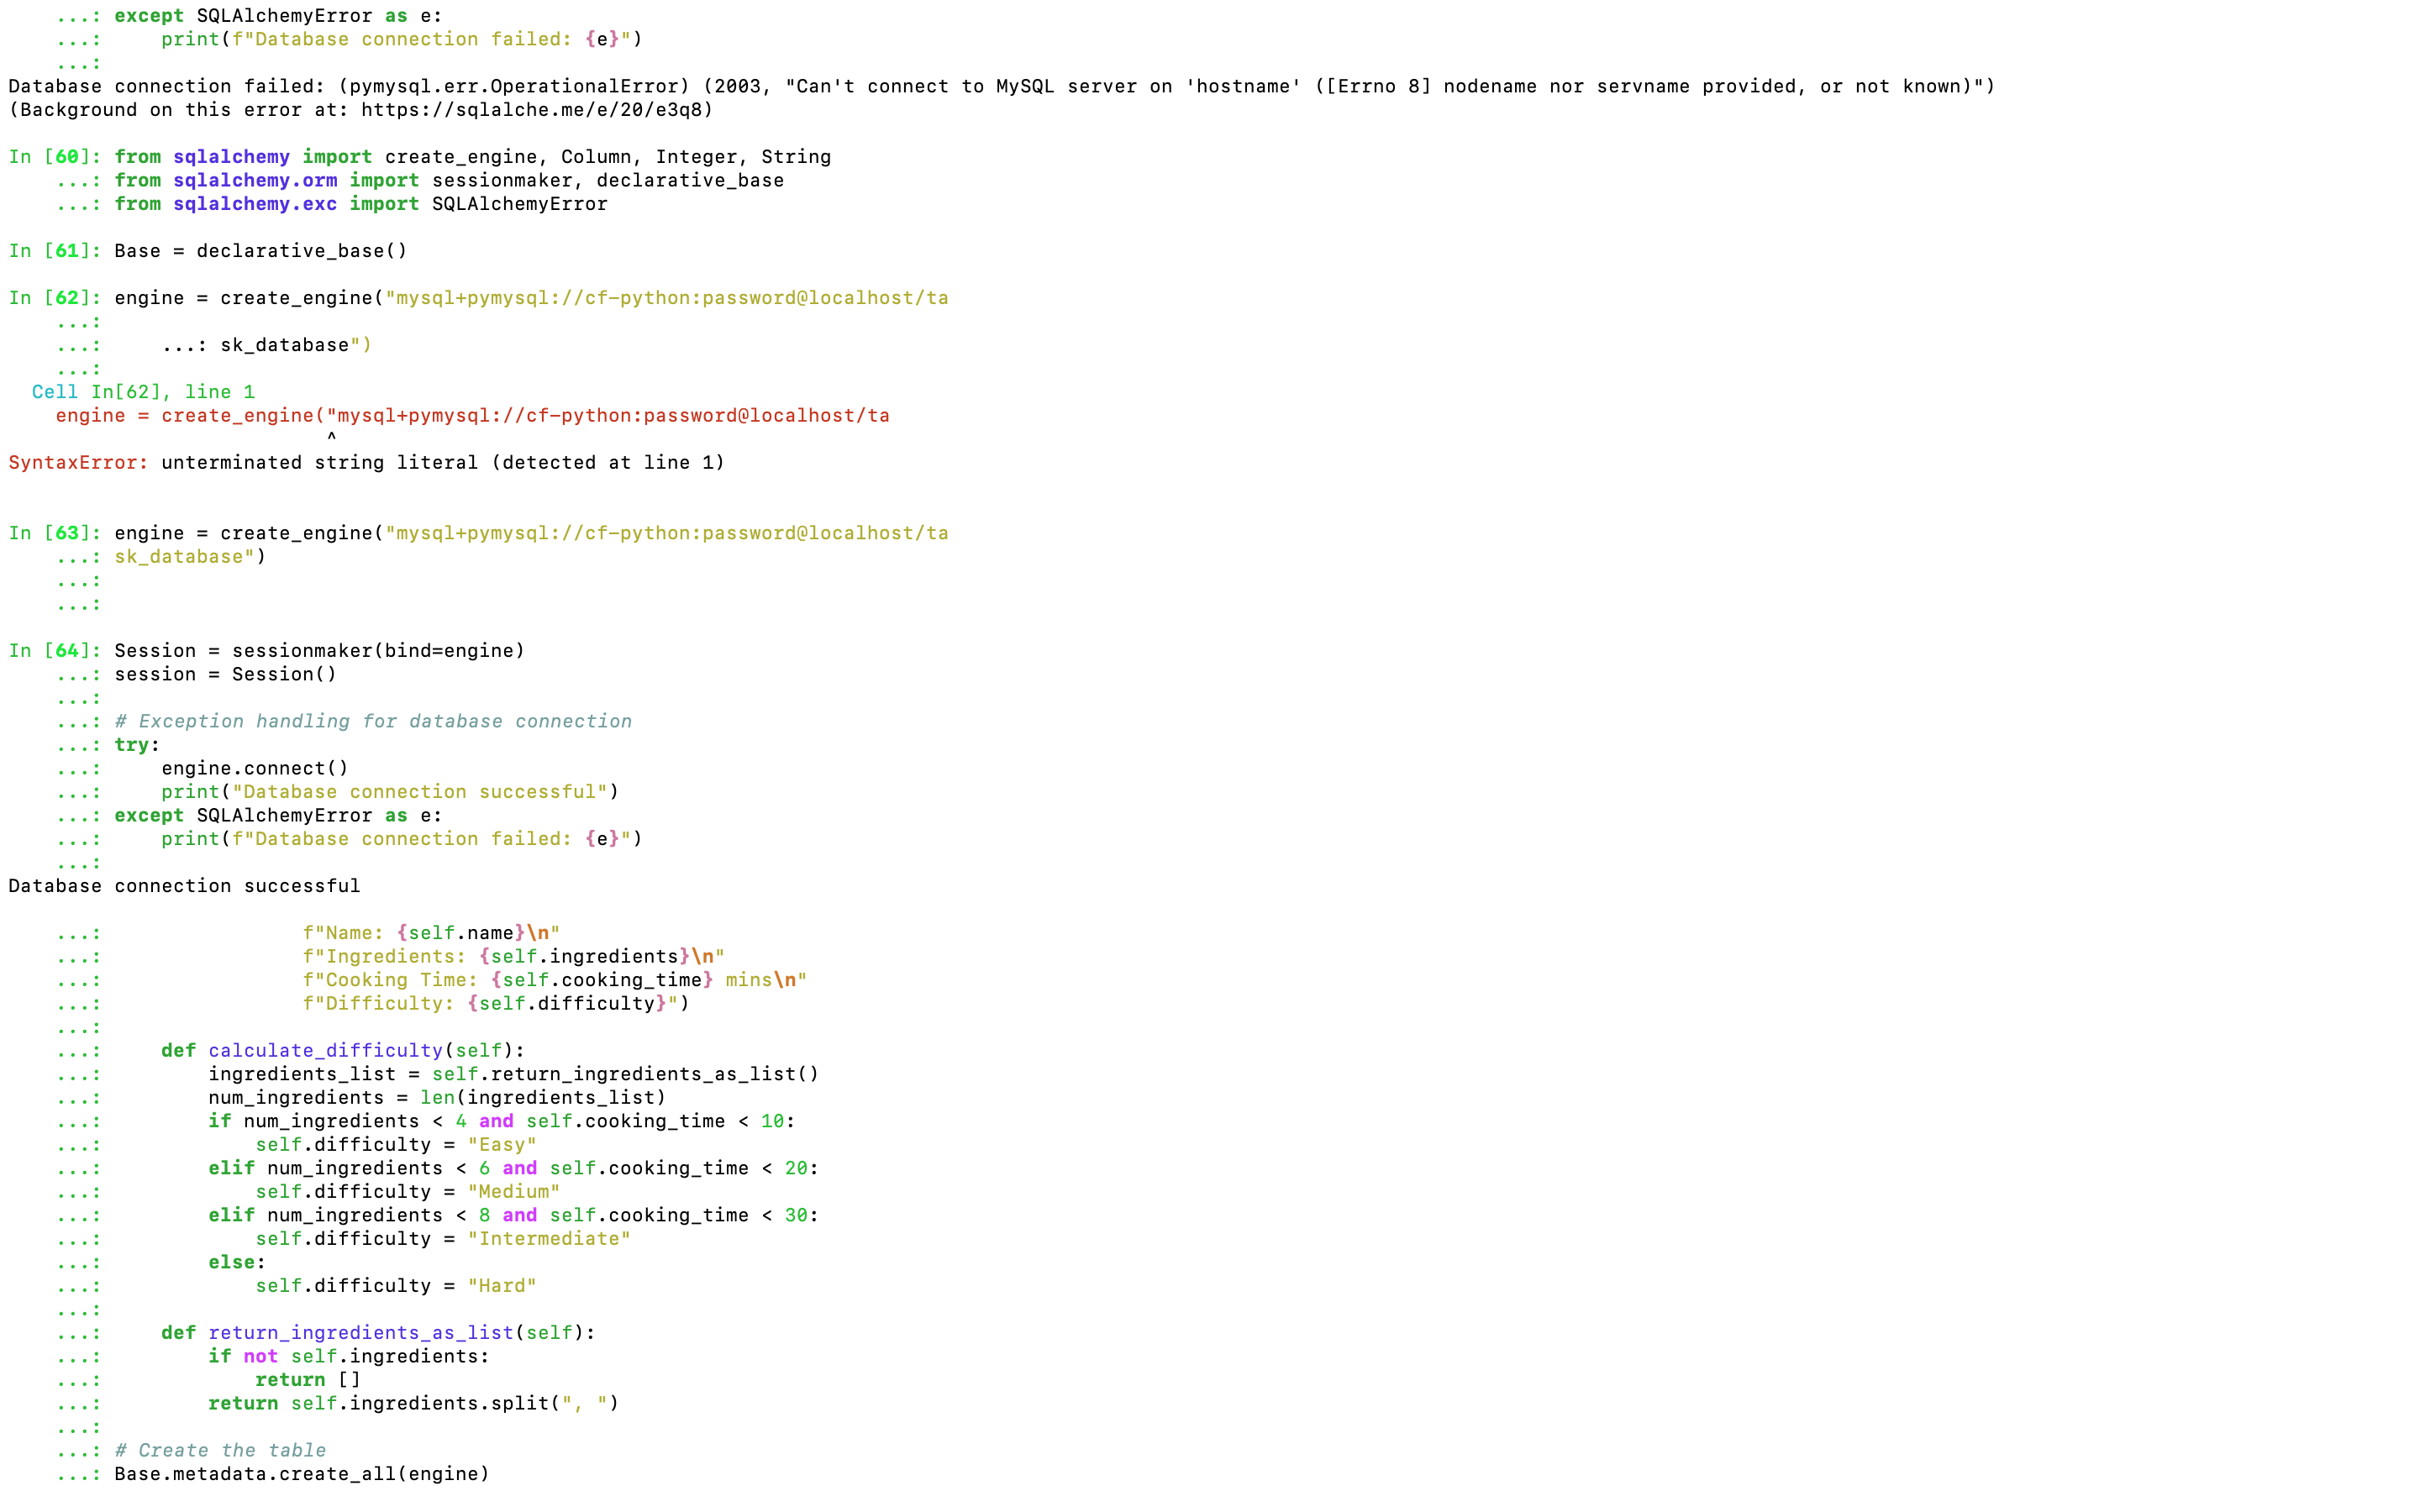 ...: except SQLAlchemyError as e:
...:     print(f"Database connection failed: {e}")
...:
Database connection failed: (pymysql.err.OperationalError) (2003, "Can't connect to MySQL server on 'hostname' ([Errno 8] nodename nor servname provided, or not known)")
(Background on this error at: https://sqlalche.me/e/20/e3q8)

In [60]: from sqlalchemy import create_engine, Column, Integer, String
    ...: from sqlalchemy.orm import sessionmaker, declarative_base
    ...: from sqlalchemy.exc import SQLAlchemyError

In [61]: Base = declarative_base()

In [62]: engine = create_engine("mysql+pymysql://cf-python:password@localhost/ta
    ...:
    ...:     ...: sk_database")
    ...:
  Cell In[62], line 1
    engine = create_engine("mysql+pymysql://cf-python:password@localhost/ta
                           ^
SyntaxError: unterminated string literal (detected at line 1)


In [63]: engine = create_engine("mysql+pymysql://cf-python:password@localhost/ta
    ...: sk_database")
    ...:
    ...:

In [64]: Session = sessionmaker(bind=engine)
    ...: session = Session()
    ...:
    ...: # Exception handling for database connection
    ...: try:
    ...:     engine.connect()
    ...:     print("Database connection successful")
    ...: except SQLAlchemyError as e:
    ...:     print(f"Database connection failed: {e}")
    ...:
Database connection successful

    ...:                 f"Name: {self.name}\n"
    ...:                 f"Ingredients: {self.ingredients}\n"
    ...:                 f"Cooking Time: {self.cooking_time} mins\n"
    ...:                 f"Difficulty: {self.difficulty}")
    ...:
    ...:     def calculate_difficulty(self):
    ...:         ingredients_list = self.return_ingredients_as_list()
    ...:         num_ingredients = len(ingredients_list)
    ...:         if num_ingredients < 4 and self.cooking_time < 10:
    ...:             self.difficulty = "Easy"
    ...:         elif num_ingredients < 6 and self.cooking_time < 20:
    ...:             self.difficulty = "Medium"
    ...:         elif num_ingredients < 8 and self.cooking_time < 30:
    ...:             self.difficulty = "Intermediate"
    ...:         else:
    ...:             self.difficulty = "Hard"
    ...:
    ...:     def return_ingredients_as_list(self):
    ...:         if not self.ingredients:
    ...:             return []
    ...:         return self.ingredients.split(", ")
    ...:
    ...: # Create the table
    ...: Base.metadata.create_all(engine)